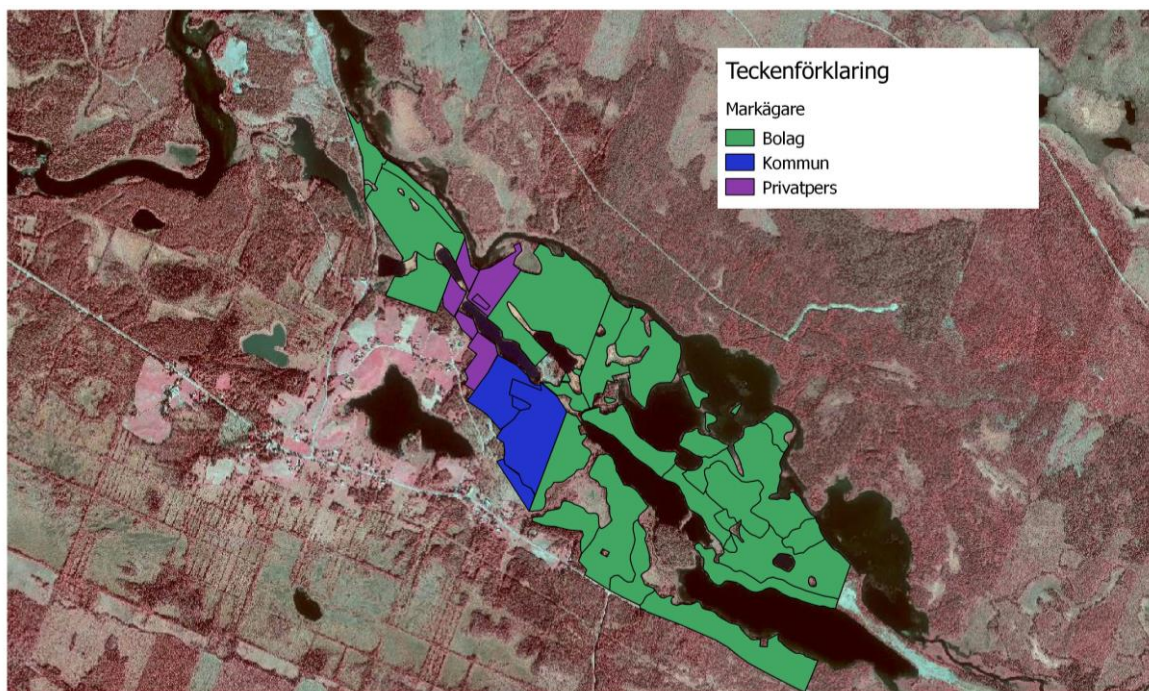 Teckenförklaring
Markägare
Bolag
Kommun
Privatpers